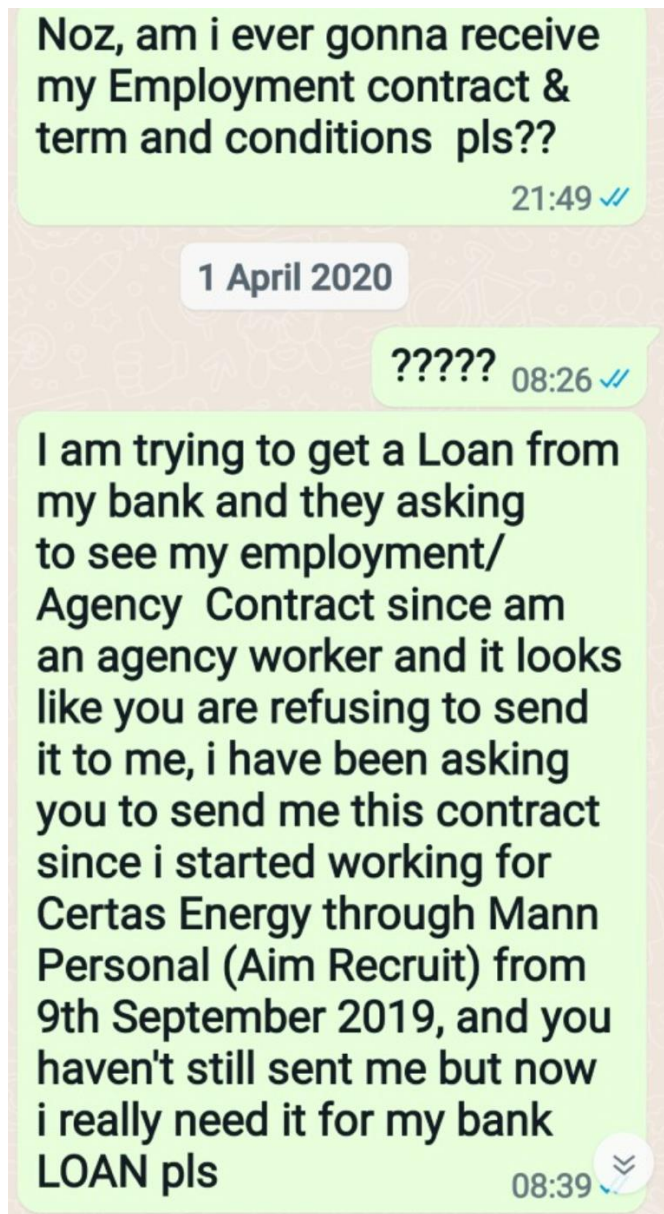 Noz, am i ever gonna receive
my Employment contract &
term and conditions  pls??
21:49
1 April 2020
?????
08:26
I am trying to get a Loan from
my bank and they asking
to see my employment/
Agency  Contract since am
an agency worker and it looks
like you are refusing to send
it to me, i have been asking
you to send me this contract
since i started working for
Certas Energy through Mann
Personal (Aim Recruit) from
9th September 2019, and you
haven't still sent me but now
i really need it for my bank
LOAN pls
08:39